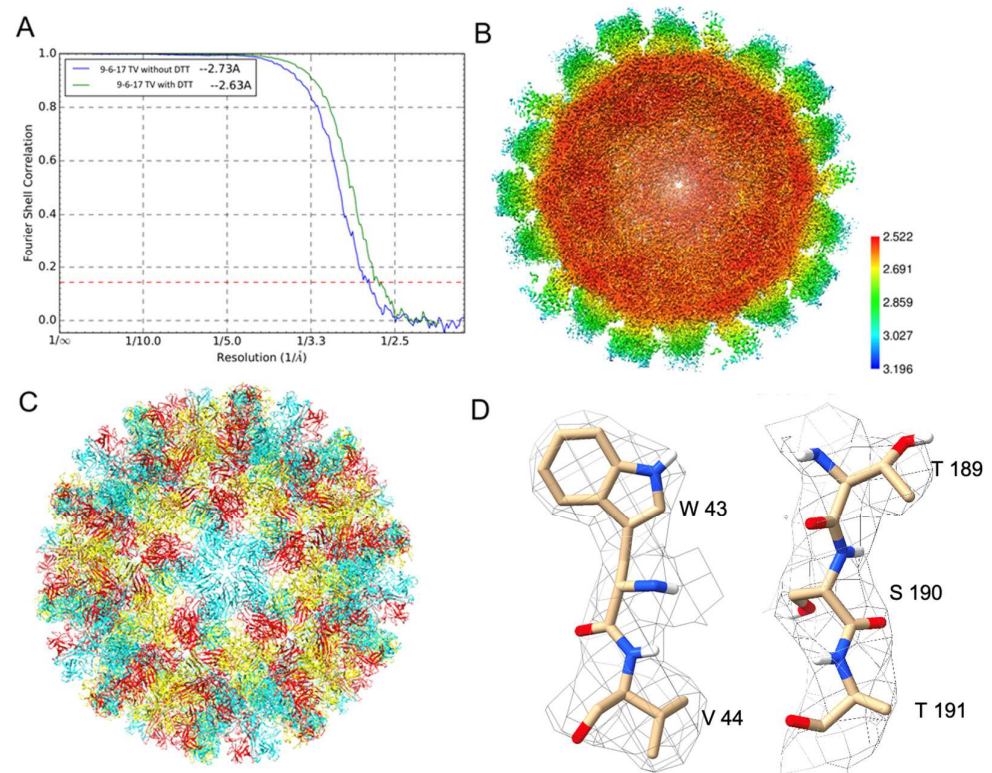 A
1.0
0.8
0.6
0.4
0.2
0.0
Fourier Shell Correlation
9-6-17 TV without DTT --2.73A
9-6-17 TV with DTT --2.63A
1/∞ 1/10.0 1/5.0 1/3.3 1/2.5
Resolution (1/Å)
B
2.522
2.691
2.859
3.027
3.196
C
D
W 43
V 44
T 189
S 190
T 191